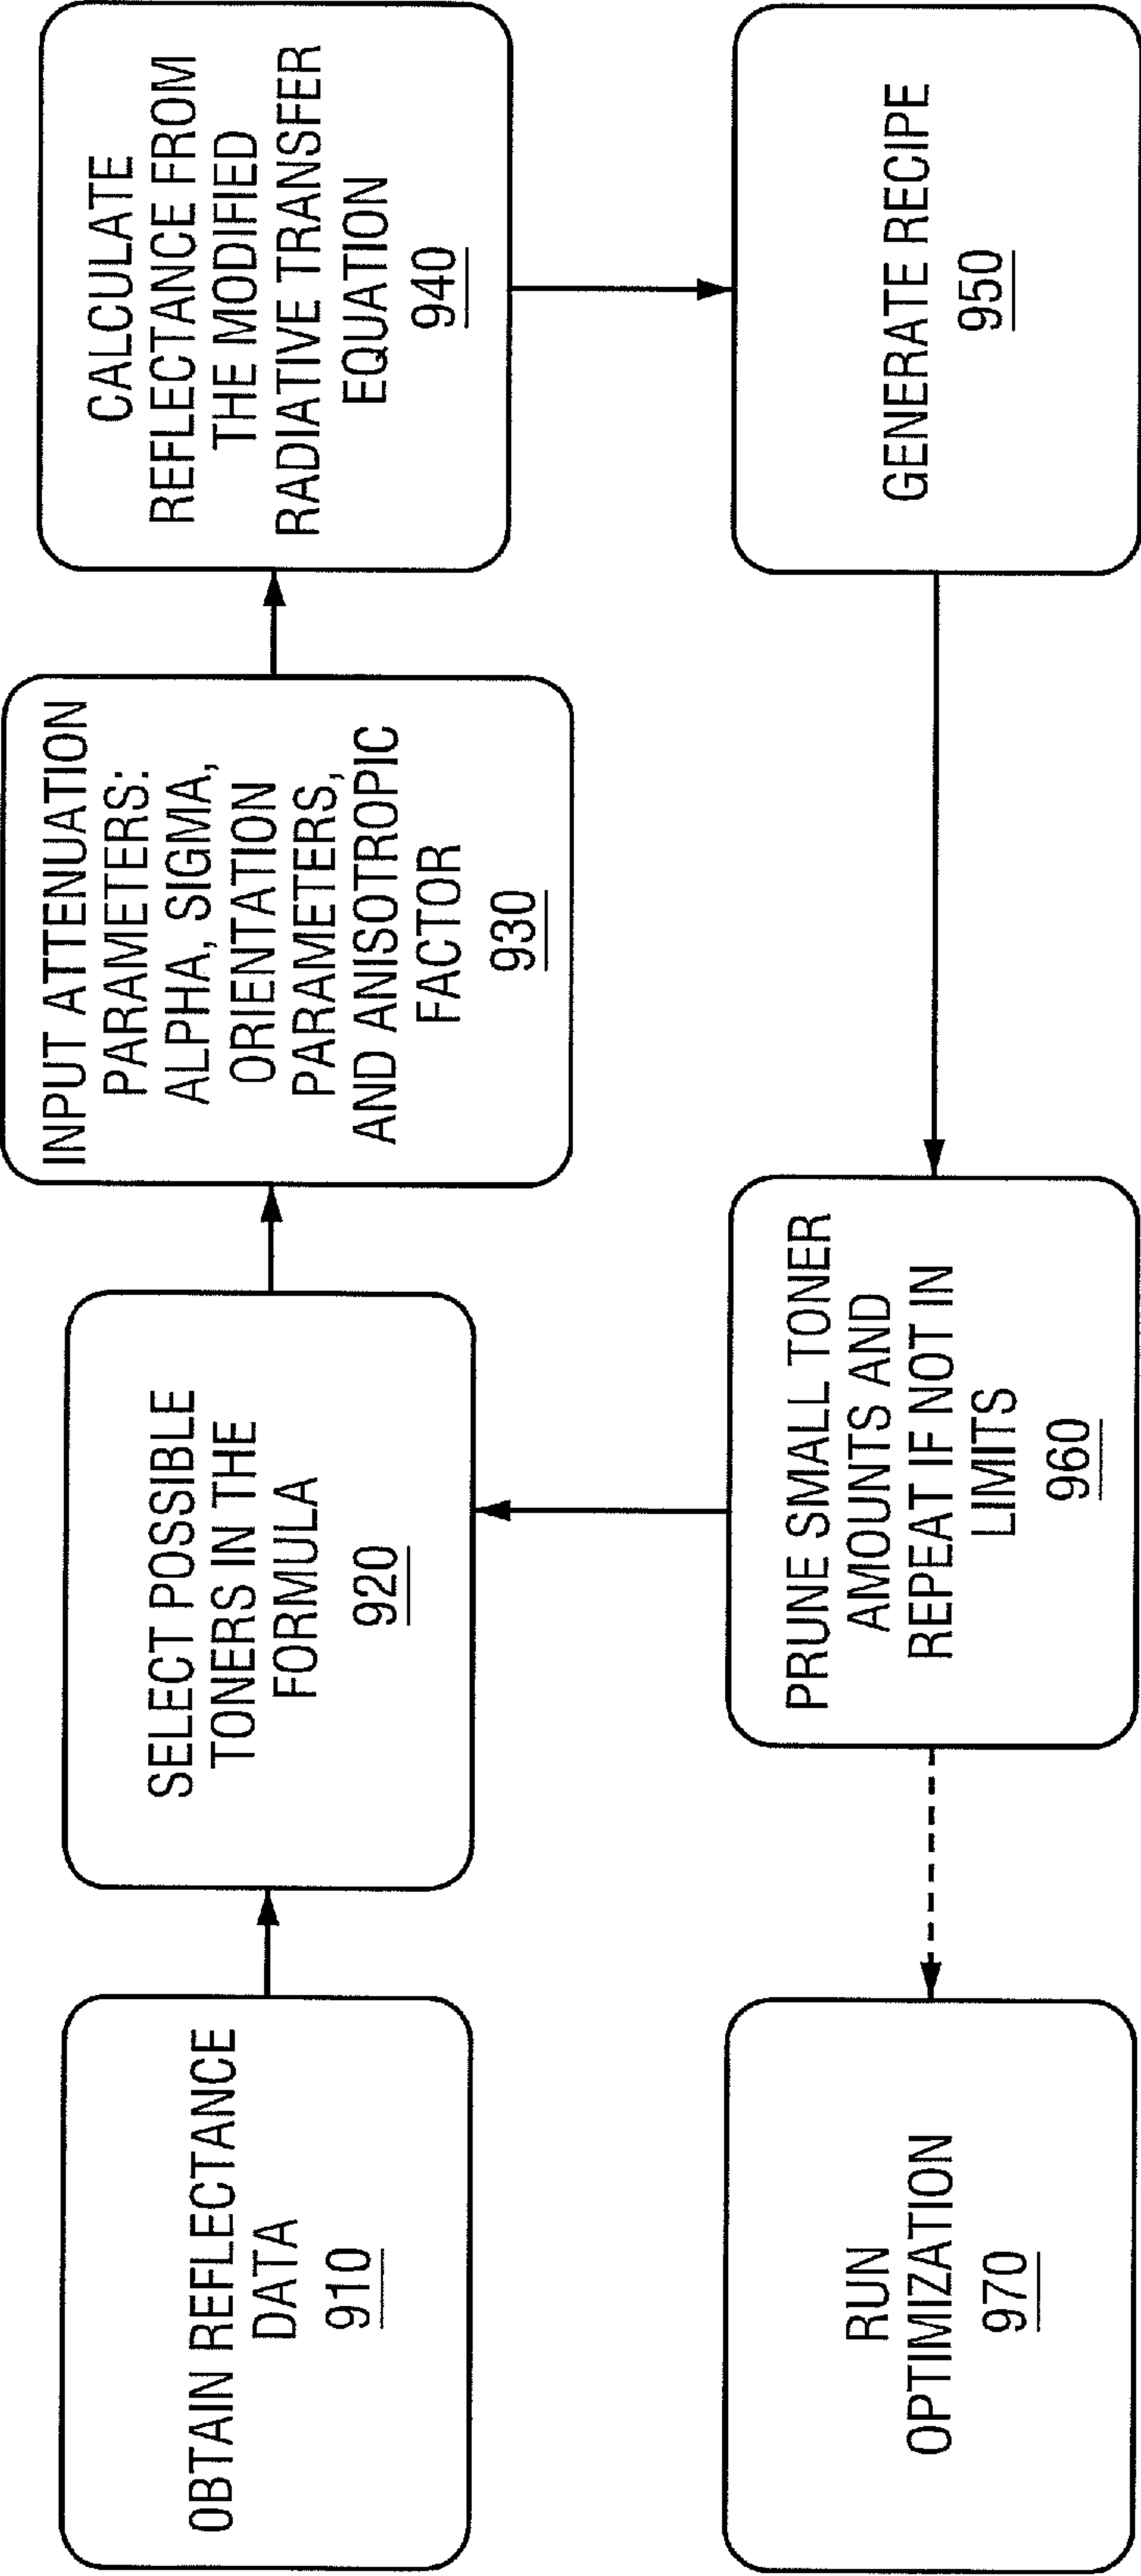 OBTAIN REFLECTANCE
DATA
910
SELECT POSSIBLE
TONERS IN THE
FORMULA
920
INPUT ATTENUATION
PARAMETERS:
ALPHA, SIGMA,
ORIENTATION
PARAMETERS,
AND ANISOTROPIC
FACTOR
930
CALCULATE
REFLECTANCE FROM
THE MODIFIED
RADIATIVE TRANSFER
EQUATION
940
GENERATE RECIPE
950
PRUNE SMALL TONER
AMOUNTS AND
REPEAT IF NOT IN
LIMITS
960
RUN
OPTIMIZATION
970